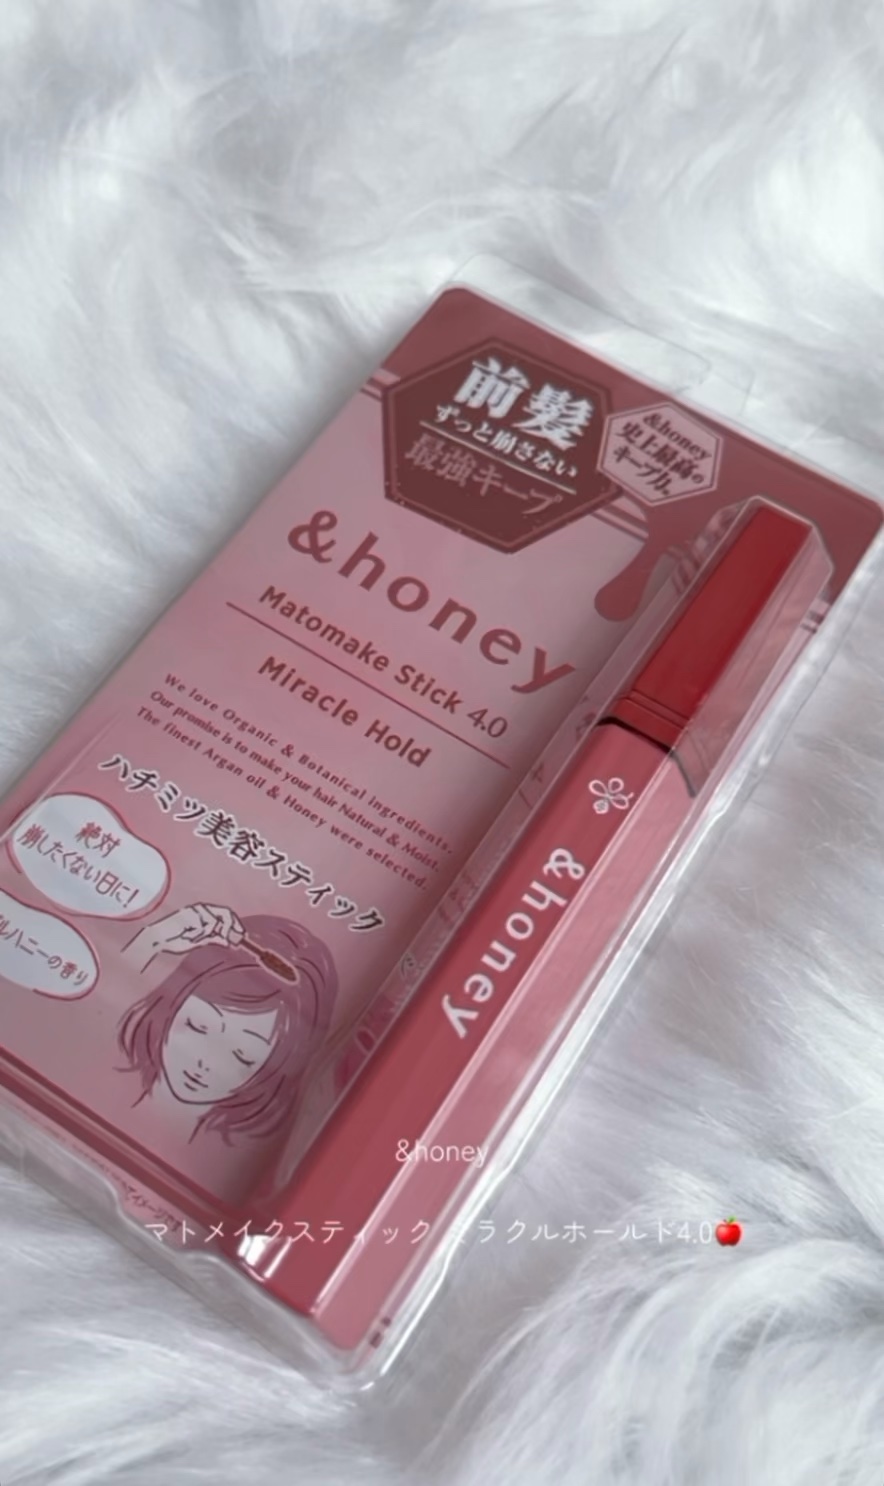 前髪
ずっと崩さない
最強キープ
&honey
史上最高の
キープ力。
&honey
Matomake Stick 4.0
Miracle Hold
We love Organic & Botanical ingredients.
Our promise is to make your hair Natural & Moist.
The finest Argan oil & Honey were selected.
ハチミツ美容スティック
絶対
崩したくない日に!
ルハニーの香り
&honey
&honey
マトメイクスティック ミラクルホールド4.0🍎